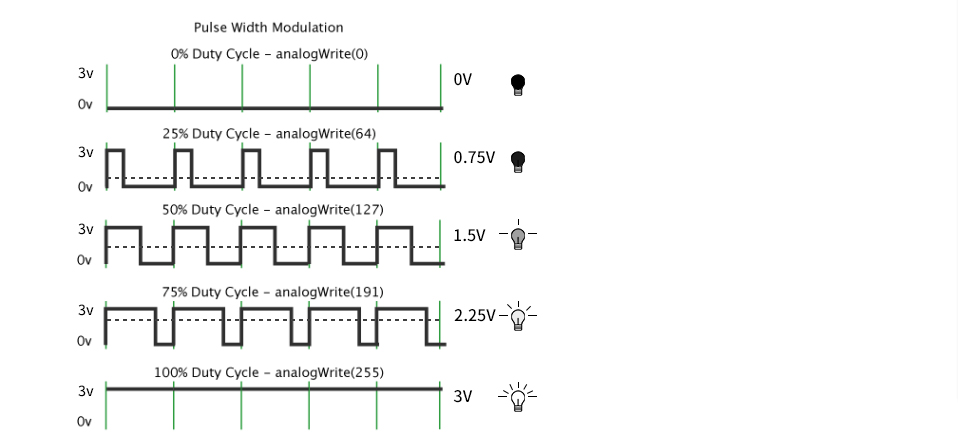 Pulse Width Modulation
0% Duty Cycle – analogWrite(0)
3v
0V
0v
25% Duty Cycle – analogWrite(64)
3v
0.75V
0v
50% Duty Cycle – analogWrite(127)
3v
1.5V
0v
75% Duty Cycle – analogWrite(191)
3v
2.25V
0v
100% Duty Cycle – analogWrite(255)
3v
3V
0v